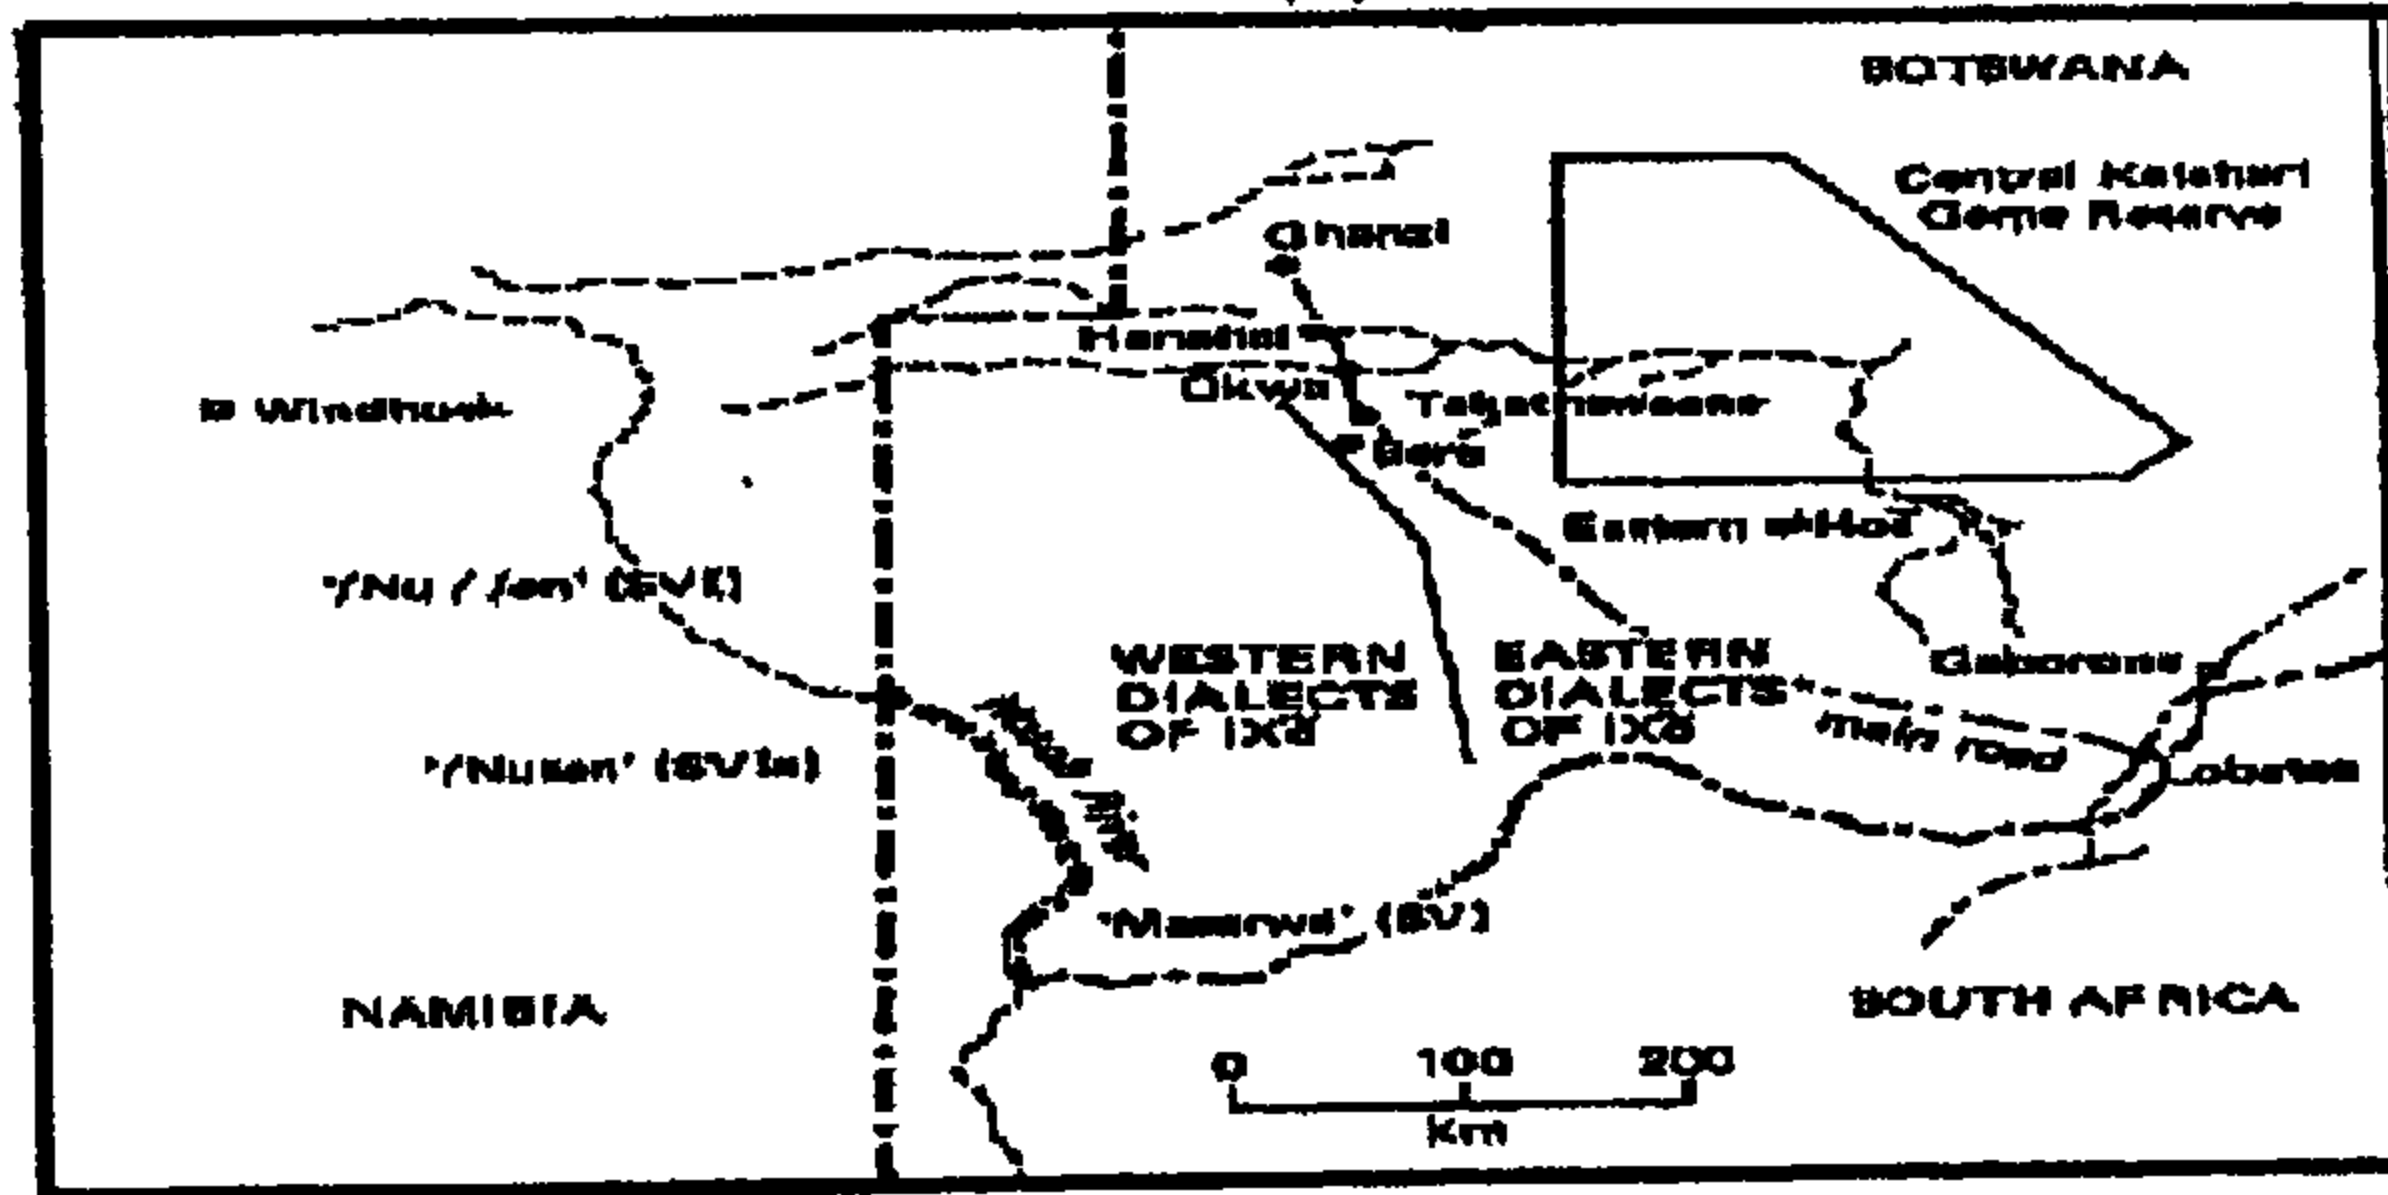 BOTSWANA
Central Kalahari
Game Reserve
Ghanzi
Hanahai
Okwa
Takatshwaane
Bere
Windhoek
Eastern ǂHoã
'/Nu //en' (SVI)
WESTERN
DIALECTS
OF !Xõ
EASTERN
DIALECTS
OF !Xõ
Gaborone
main road
Lobatse
'/Nusan' (SVIa)
'Masarwa' (SV)
NAMIBIA
SOUTH AFRICA
0 100 200
Km